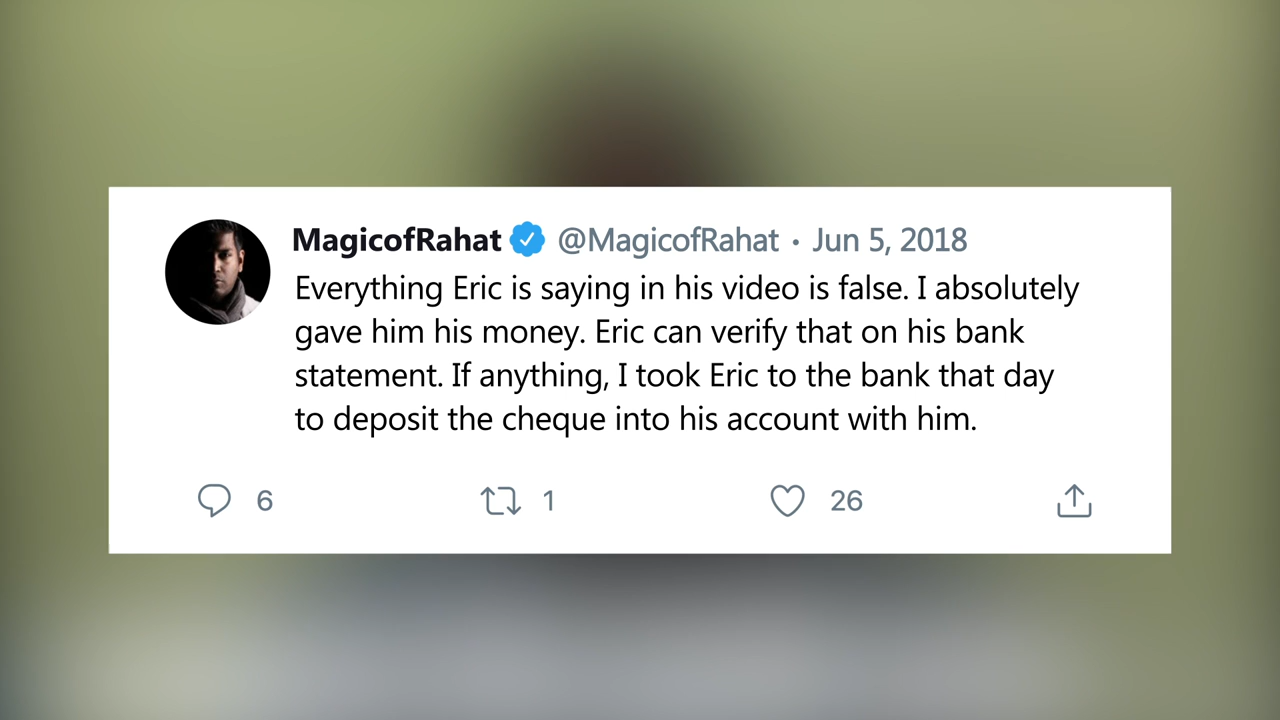 MagicofRahat @MagicofRahat · Jun 5, 2018
Everything Eric is saying in his video is false. I absolutely
gave him his money. Eric can verify that on his bank
statement. If anything, I took Eric to the bank that day
to deposit the cheque into his account with him.
6 1 26